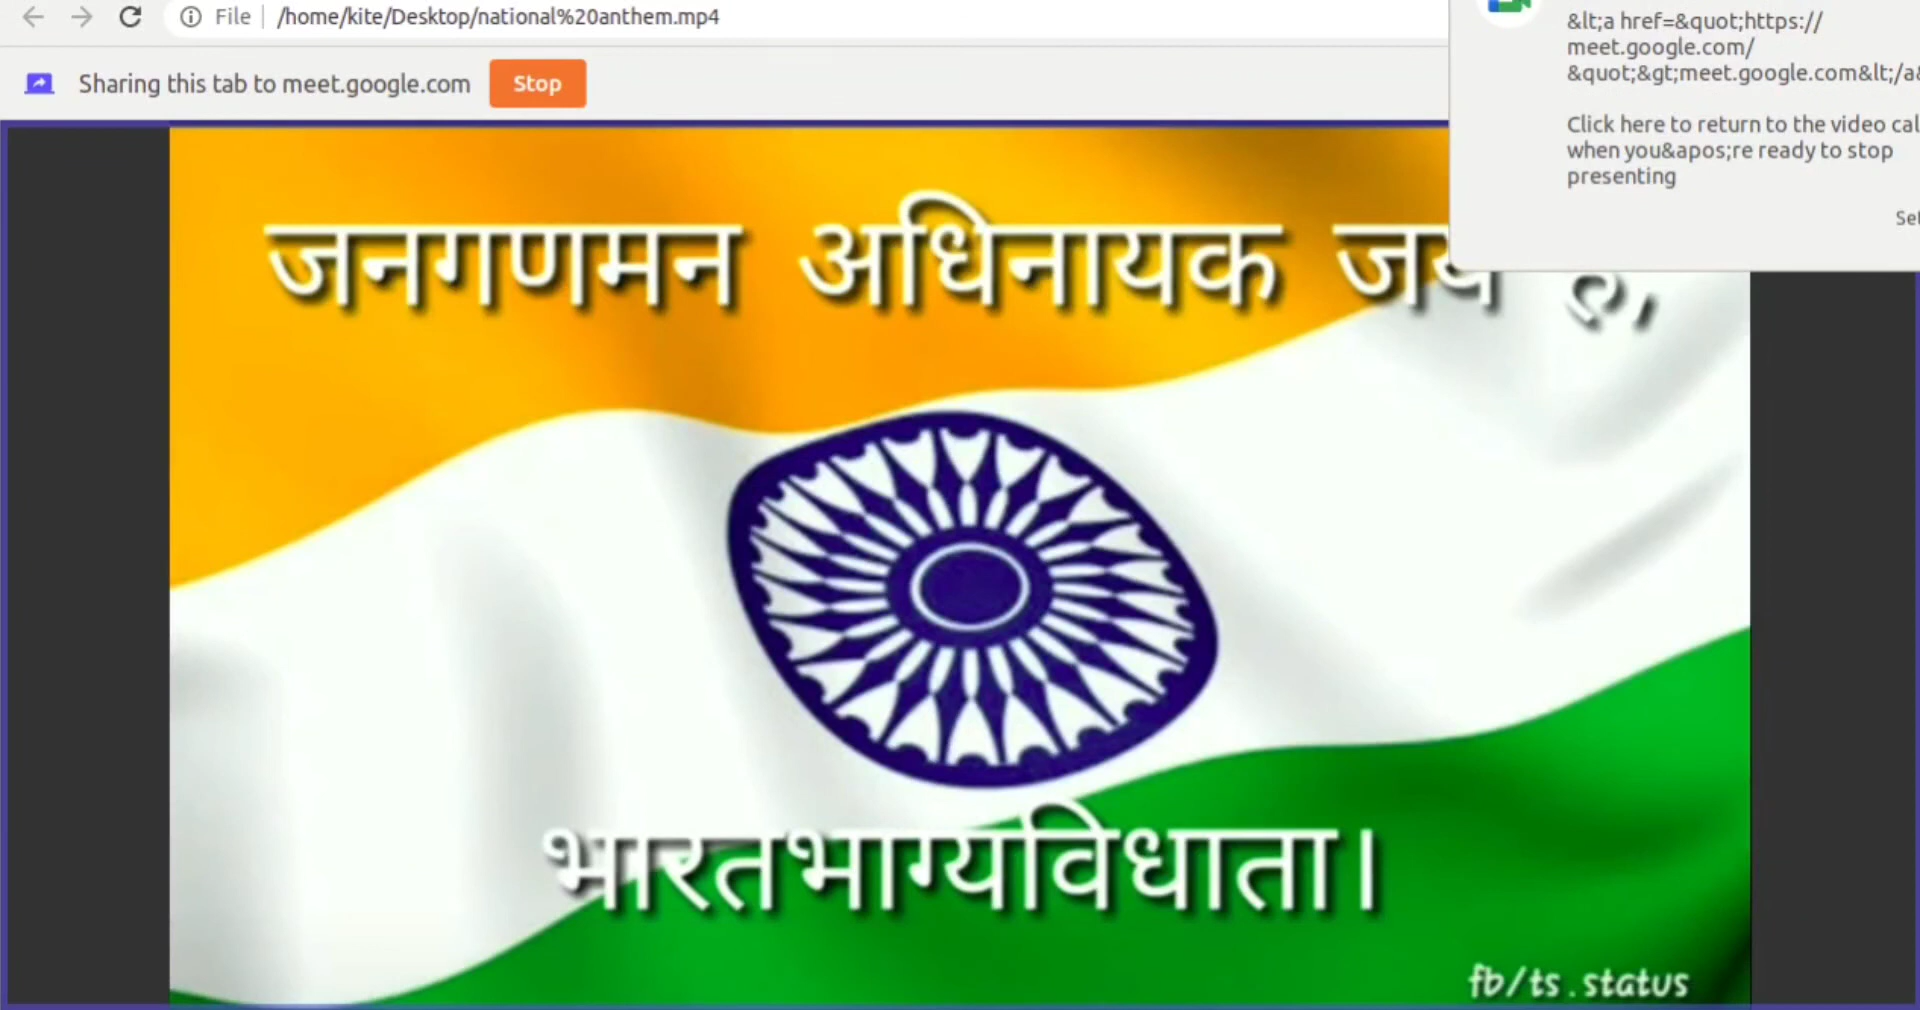 File /home/kite/Desktop/national%20anthem.mp4
&lt;a href=&quot;https://
meet.google.com/
&quot;&gt;meet.google.com&lt;/a&
Sharing this tab to meet.google.com Stop
Click here to return to the video cal
when you&apos;re ready to stop
presenting
जनगणमन अधिनायक जय
भारतभाग्यविधाता।
fb/ts.status